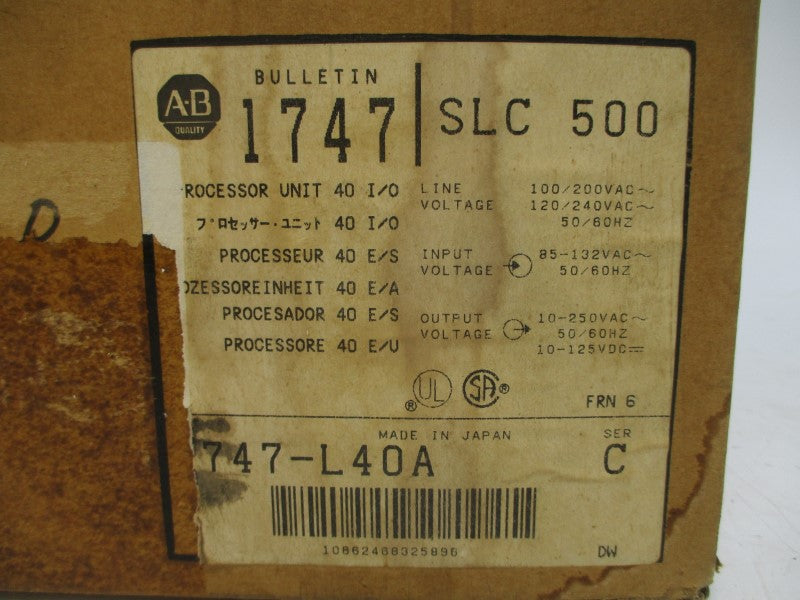 A-B
QUALITY
BULLETIN
1747
SLC 500
ROCESSOR UNIT 40 I/O
プロセッサー・ユニット 40 I/O
PROCESSEUR 40 E/S
OZESSOREINHEIT 40 E/A
PROCESADOR 40 E/S
PROCESSORE 40 E/U
LINE VOLTAGE
100/200VAC~
120/240VAC~
50/60HZ
INPUT VOLTAGE
85-132VAC~
50/60HZ
OUTPUT VOLTAGE
10-250VAC~
50/60HZ
10-125VDC⎓
UL®
SA®
FRN 6
MADE IN JAPAN
SER
747-L40A
C
10662468325896
DW
D